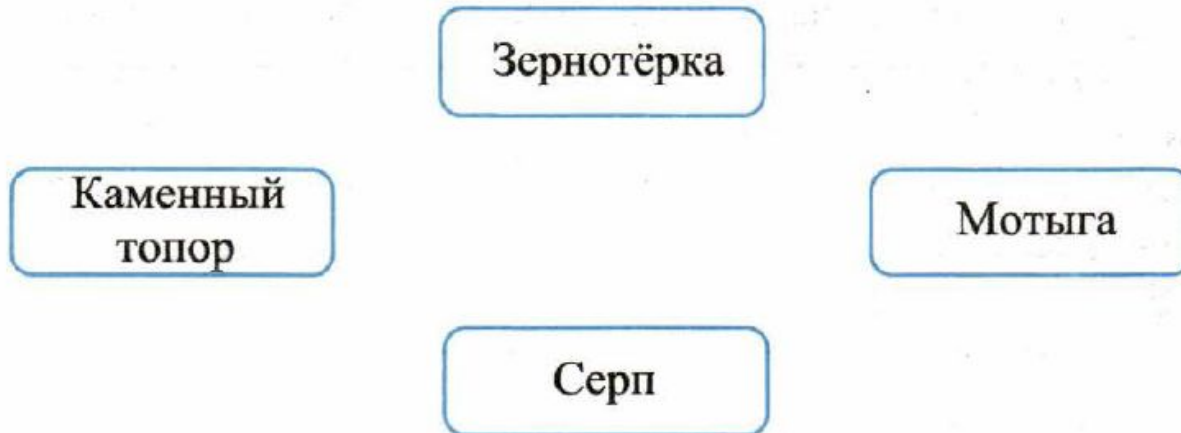 Зернотёрка
Каменный
топор
Мотыга
Серп